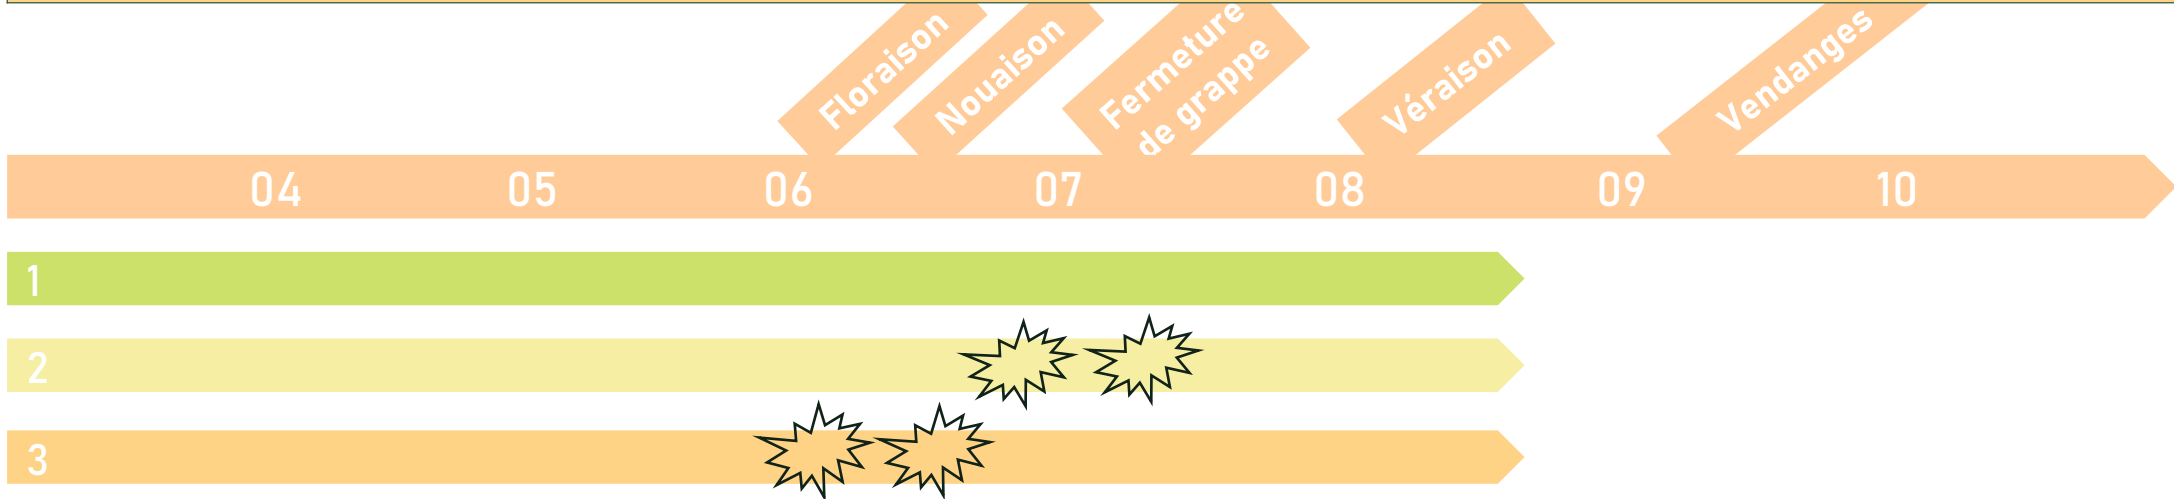 Floraison
Nouaison
Fermeture
de grappe
Véraison
Vendanges
04 05 06 07 08 09 10
1
2
3